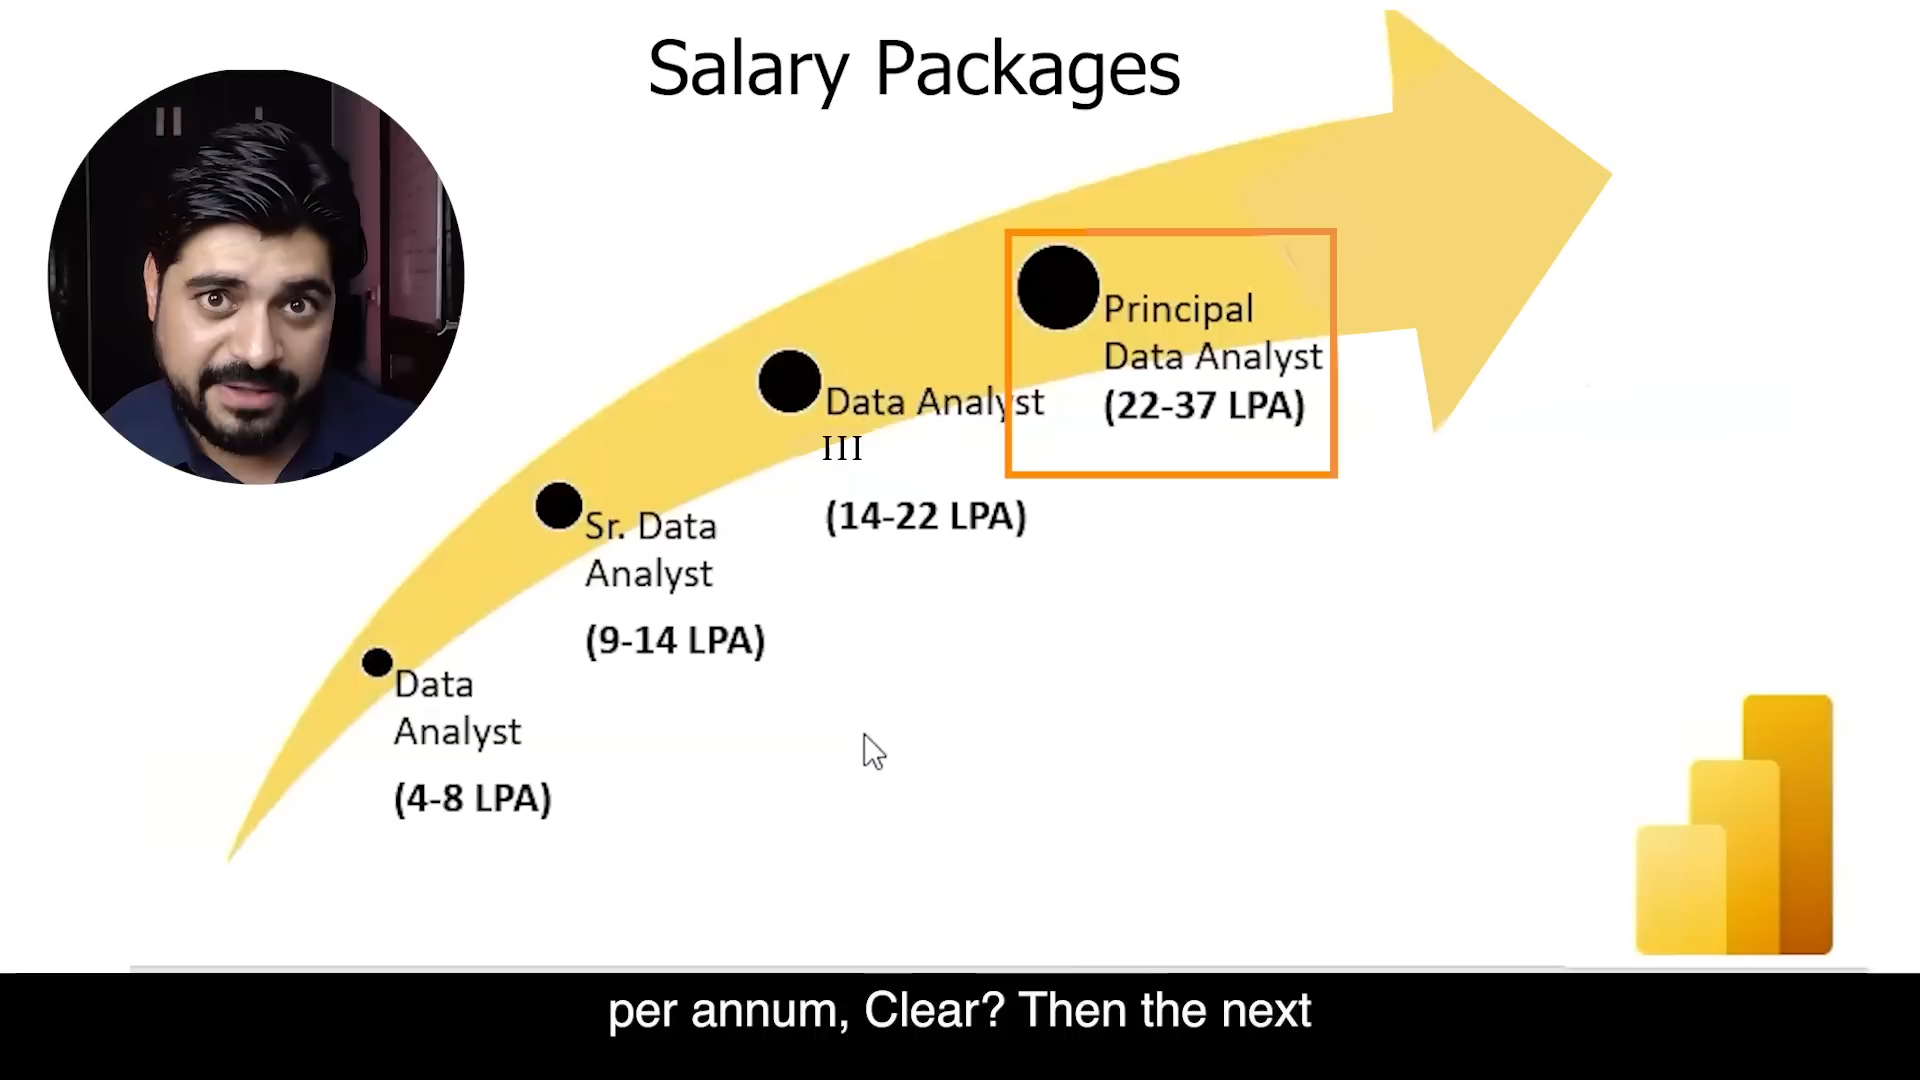 Salary Packages
Principal
Data Analyst
(22-37 LPA)
Data Analyst
III
(14-22 LPA)
Sr. Data
Analyst
(9-14 LPA)
Data
Analyst
(4-8 LPA)
per annum, Clear? Then the next